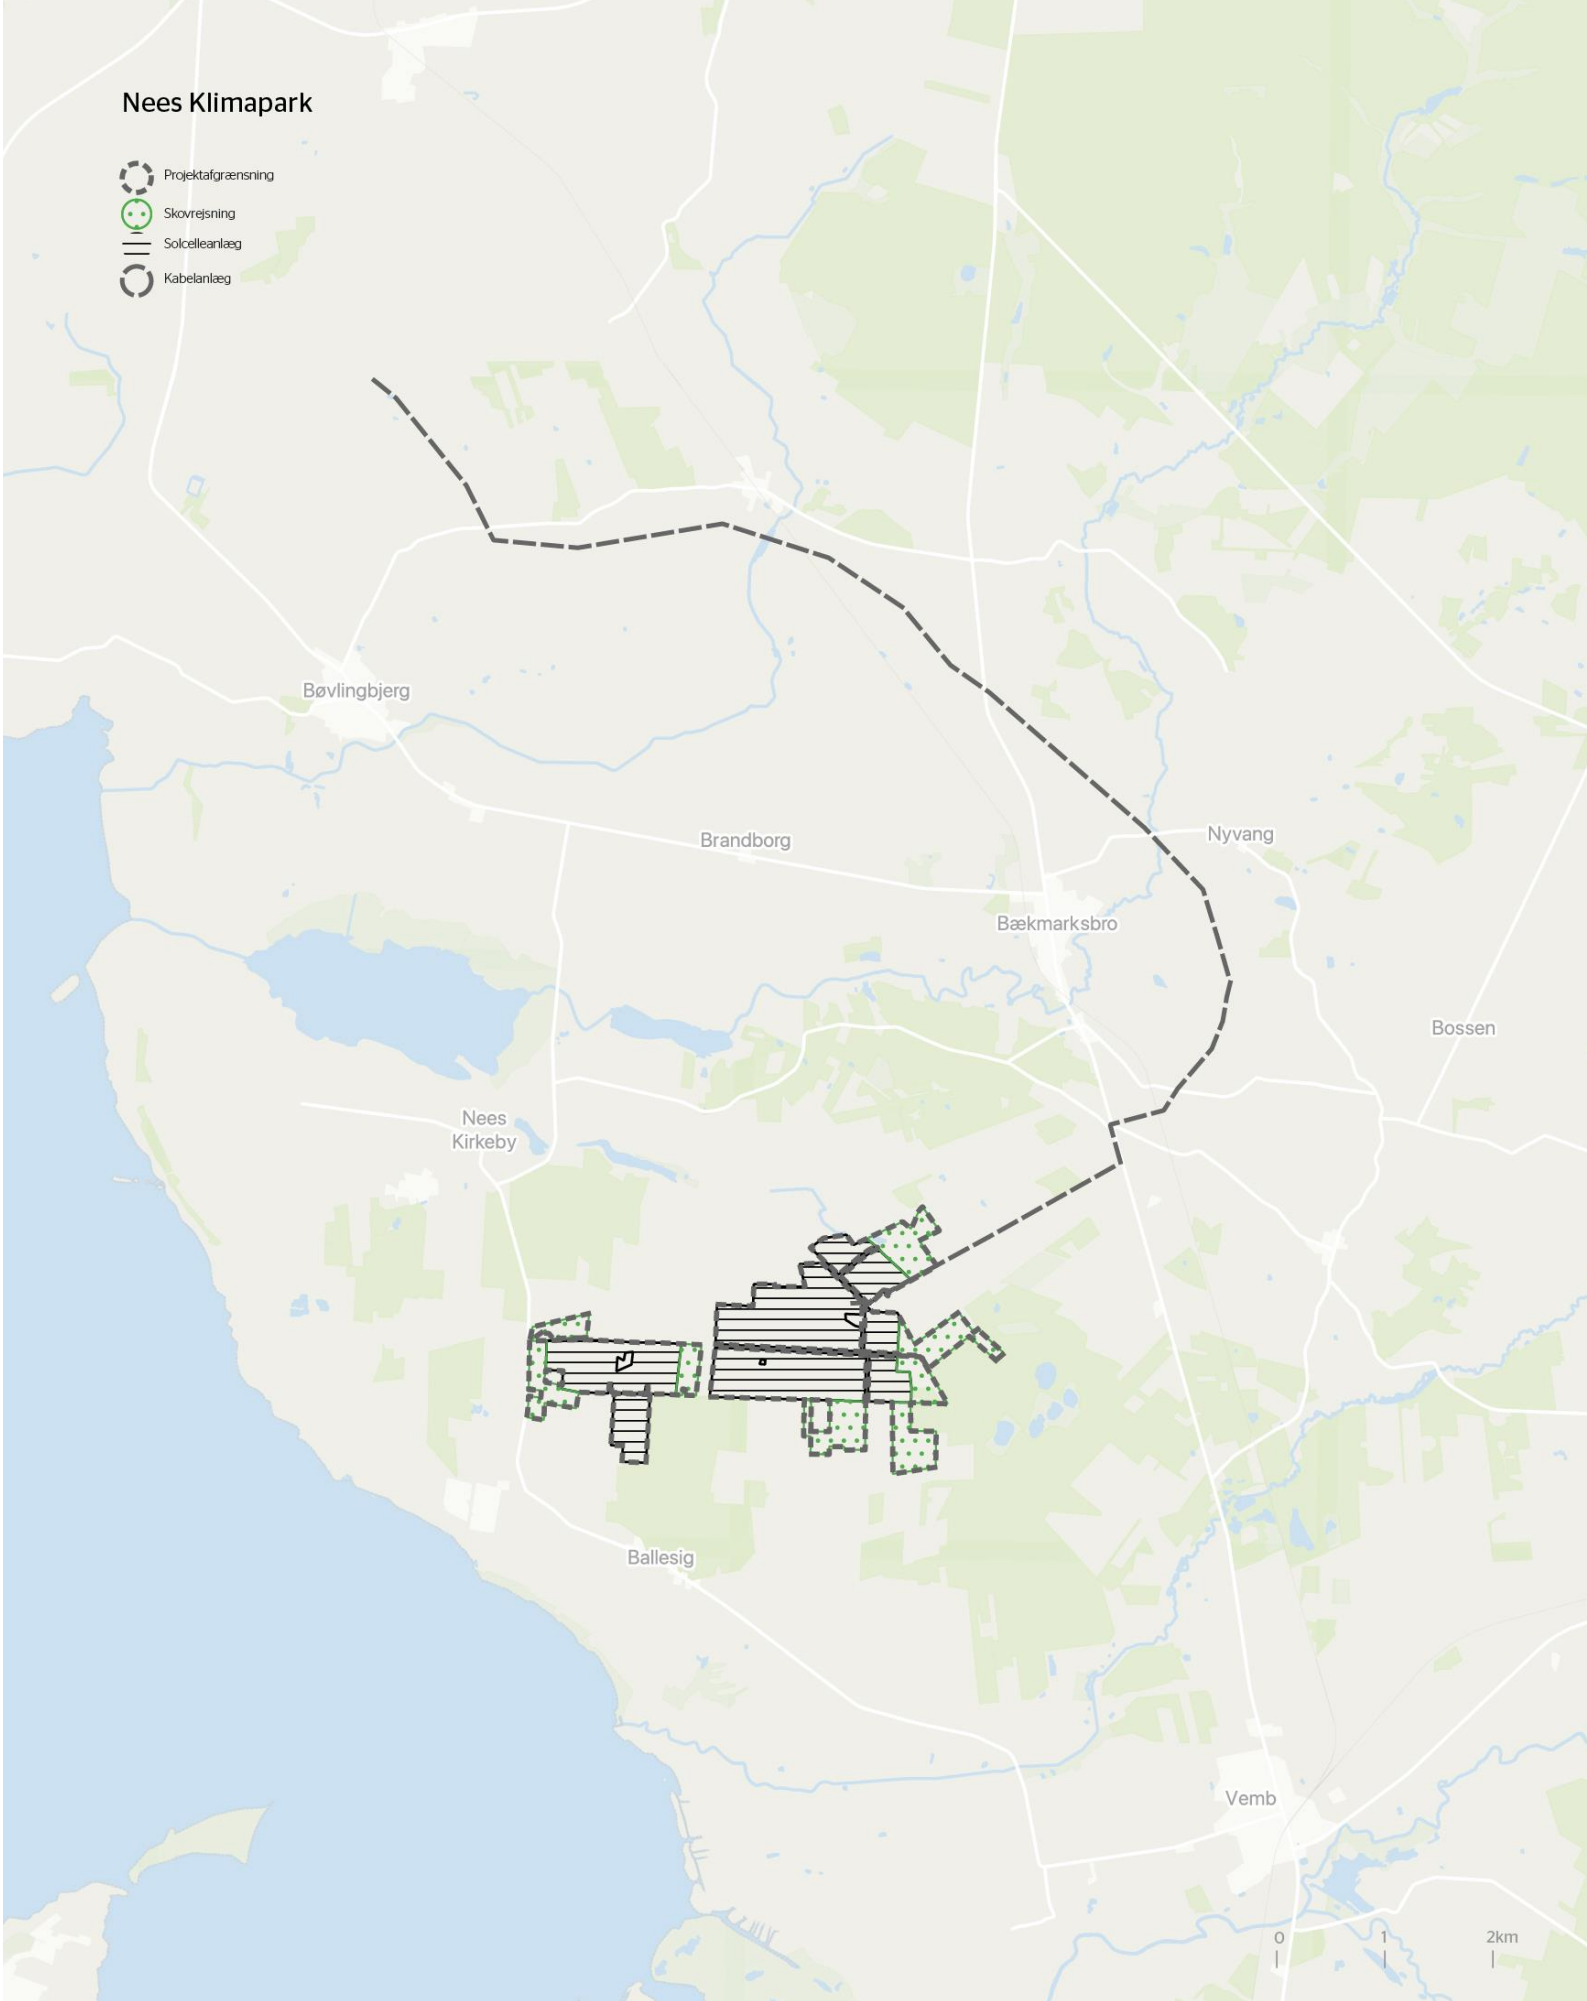 Nees Klimapark
Projektafgrænsning
Skovrejsning
Solcelleanlæg
Kabelanlæg
Bøvlingbjerg
Brandborg
Nyvang
Bækmarksbro
Bossen
Nees
Kirkeby
Ballesig
Vemb
0 1 2km